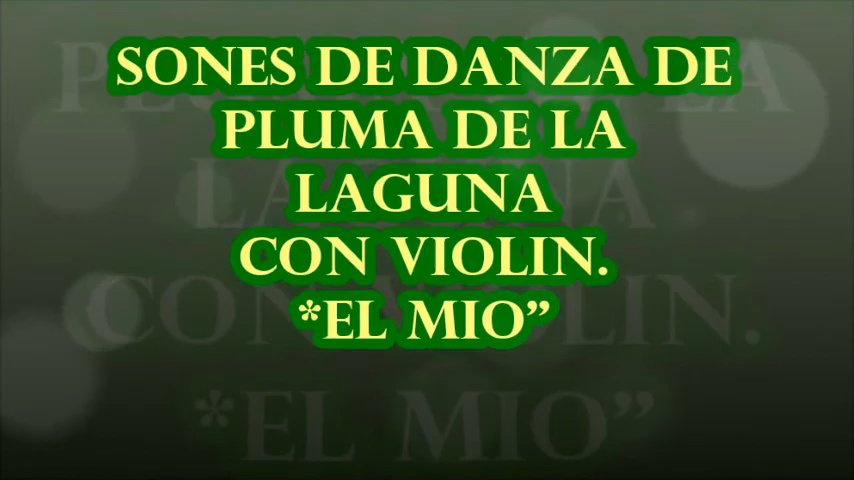 SONES DE DANZA DE
PLUMA DE LA
LAGUNA
CON VIOLIN.
*EL MIO”